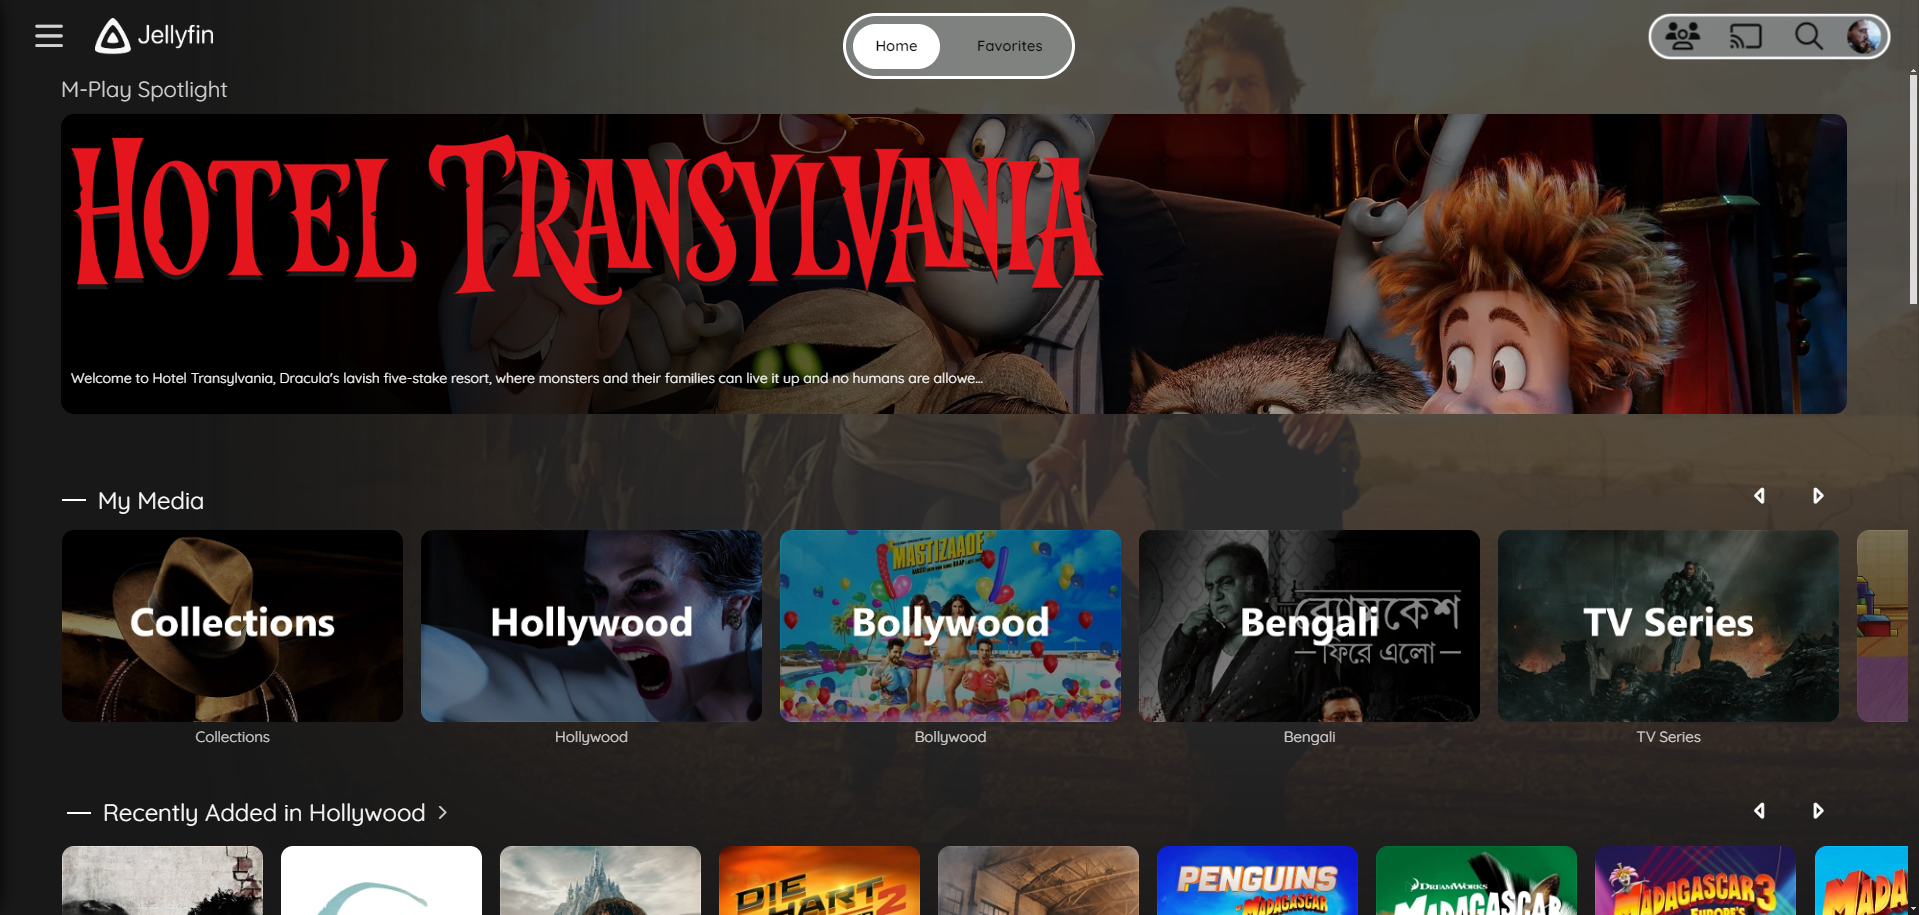 Jellyfin
Home
Favorites
M-Play Spotlight
HOTEL TRANSYLVANIA
Welcome to Hotel Transylvania, Dracula's lavish five-stake resort, where monsters and their families can live it up and no humans are allowe...
My Media
Collections
Hollywood
MASTIZAADE
Bollywood
ব্যোমকেশ
Bengali
ফিরে এলো
TV Series
Collections
Hollywood
Bollywood
Bengali
TV Series
Recently Added in Hollywood
DIE HART 2
PENGUINS
OF MADAGASCAR
DREAMWORKS
MADAGASCAR
MADAGASCAR 3
EUROPE'S